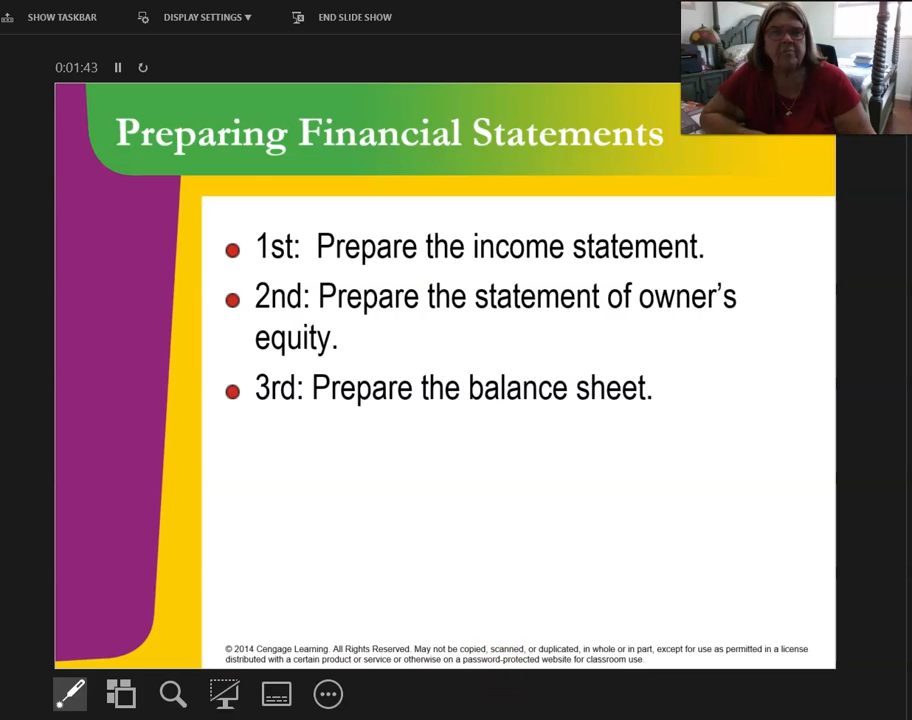 SHOW TASKBAR
DISPLAY SETTINGS ▼
END SLIDE SHOW
0:01:43
Preparing Financial Statements
1st:  Prepare the income statement.
2nd: Prepare the statement of owner’s
equity.
3rd: Prepare the balance sheet.
© 2014 Cengage Learning. All Rights Reserved. May not be copied, scanned, or duplicated, in whole or in part, except for use as permitted in a license
distributed with a certain product or service or otherwise on a password-protected website for classroom use.